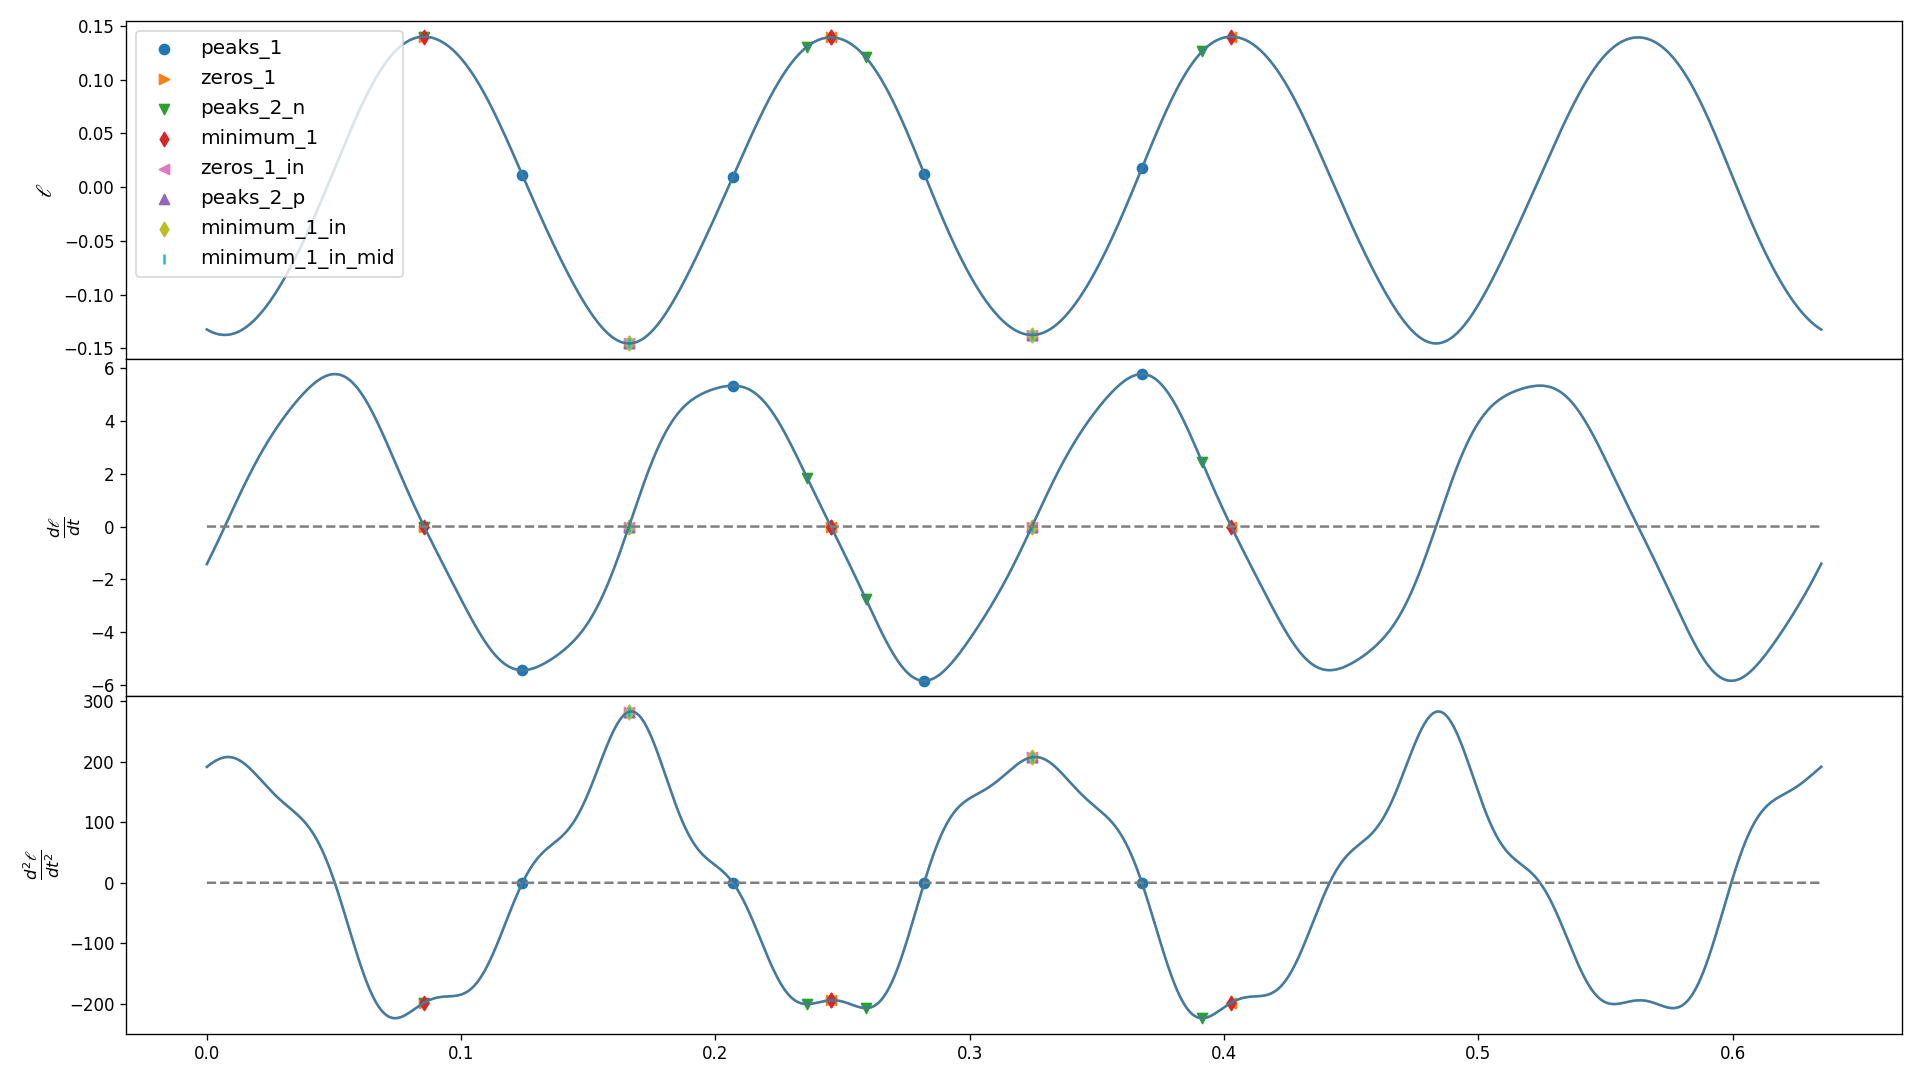 0.15
0.10
0.05
0.00
−0.05
−0.10
−0.15
ℓ
peaks_1
zeros_1
peaks_2_n
minimum_1
zeros_1_in
peaks_2_p
minimum_1_in
minimum_1_in_mid
6
4
2
0
−2
−4
−6
dℓ
dt
300
200
100
0
−100
−200
d²ℓ
dt²
0.0 0.1 0.2 0.3 0.4 0.5 0.6